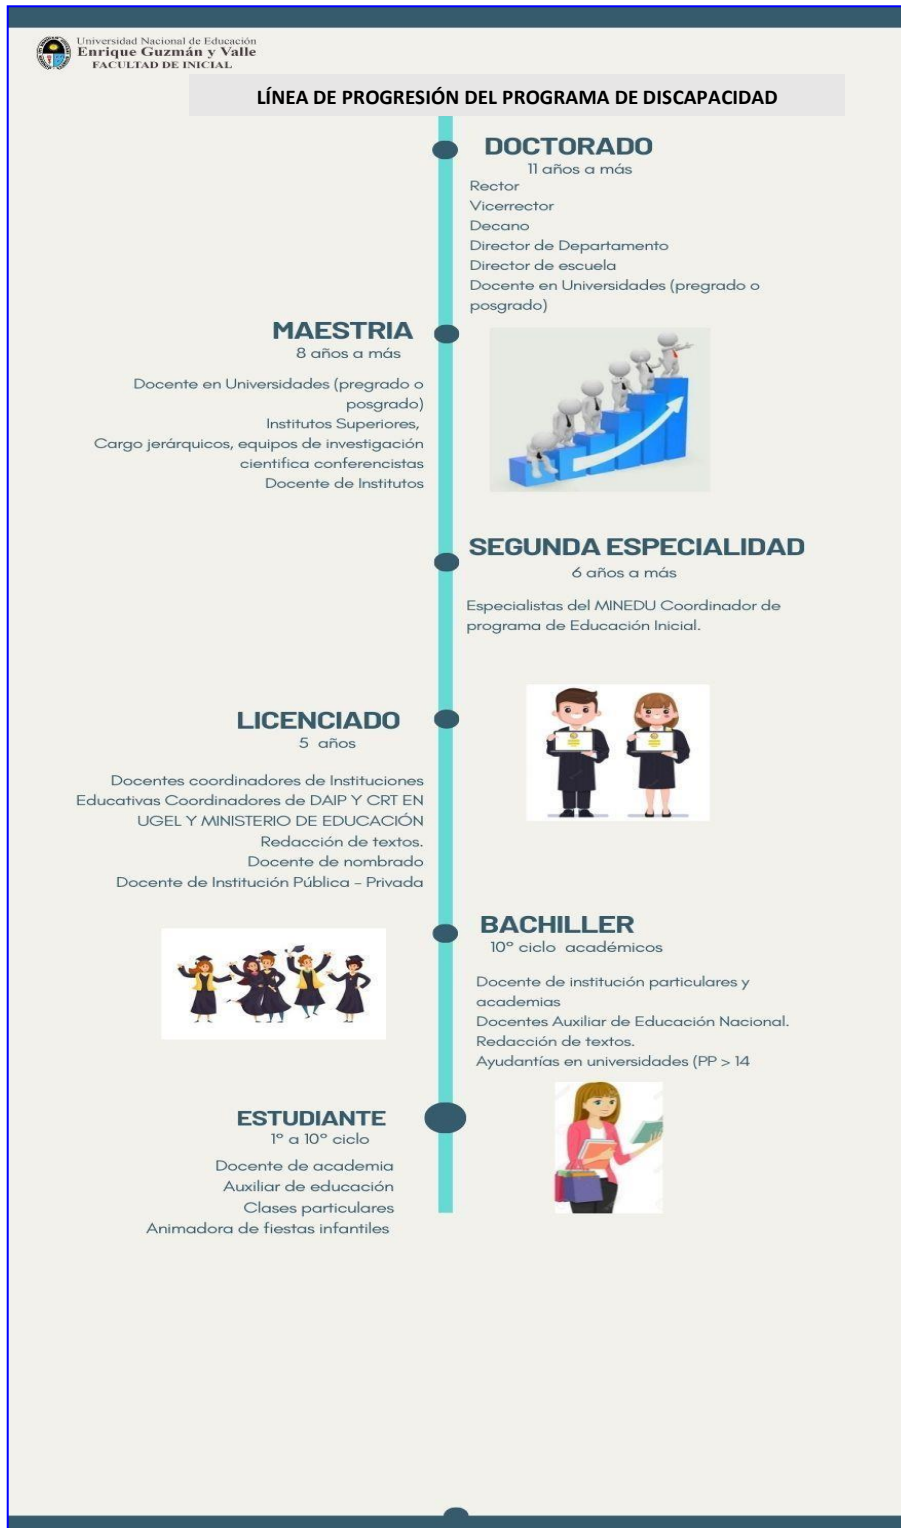 Universidad Nacional de Educación
Enrique Guzmán y Valle
FACULTAD DE INICIAL
LÍNEA DE PROGRESIÓN DEL PROGRAMA DE DISCAPACIDAD
DOCTORADO
11 años a más
Rector
Vicerrector
Decano
Director de Departamento
Director de escuela
Docente en Universidades (pregrado o
posgrado)
MAESTRIA
8 años a más
Docente en Universidades (pregrado o
posgrado)
Institutos Superiores,
Cargo jerárquicos, equipos de investigación
cientifica conferencistas
Docente de Institutos
SEGUNDA ESPECIALIDAD
6 años a más
Especialistas del MINEDU Coordinador de
programa de Educación Inicial.
LICENCIADO
5 años
Docentes coordinadores de Instituciones
Educativas Coordinadores de DAIP Y CRT EN
UGEL Y MINISTERIO DE EDUCACIÓN
Redacción de textos.
Docente de nombrado
Docente de Institución Pública – Privada
BACHILLER
10° ciclo académicos
Docente de institución particulares y
academias
Docentes Auxiliar de Educación Nacional.
Redacción de textos.
Ayudantías en universidades (PP > 14
ESTUDIANTE
1° a 10° ciclo
Docente de academia
Auxiliar de educación
Clases particulares
Animadora de fiestas infantiles